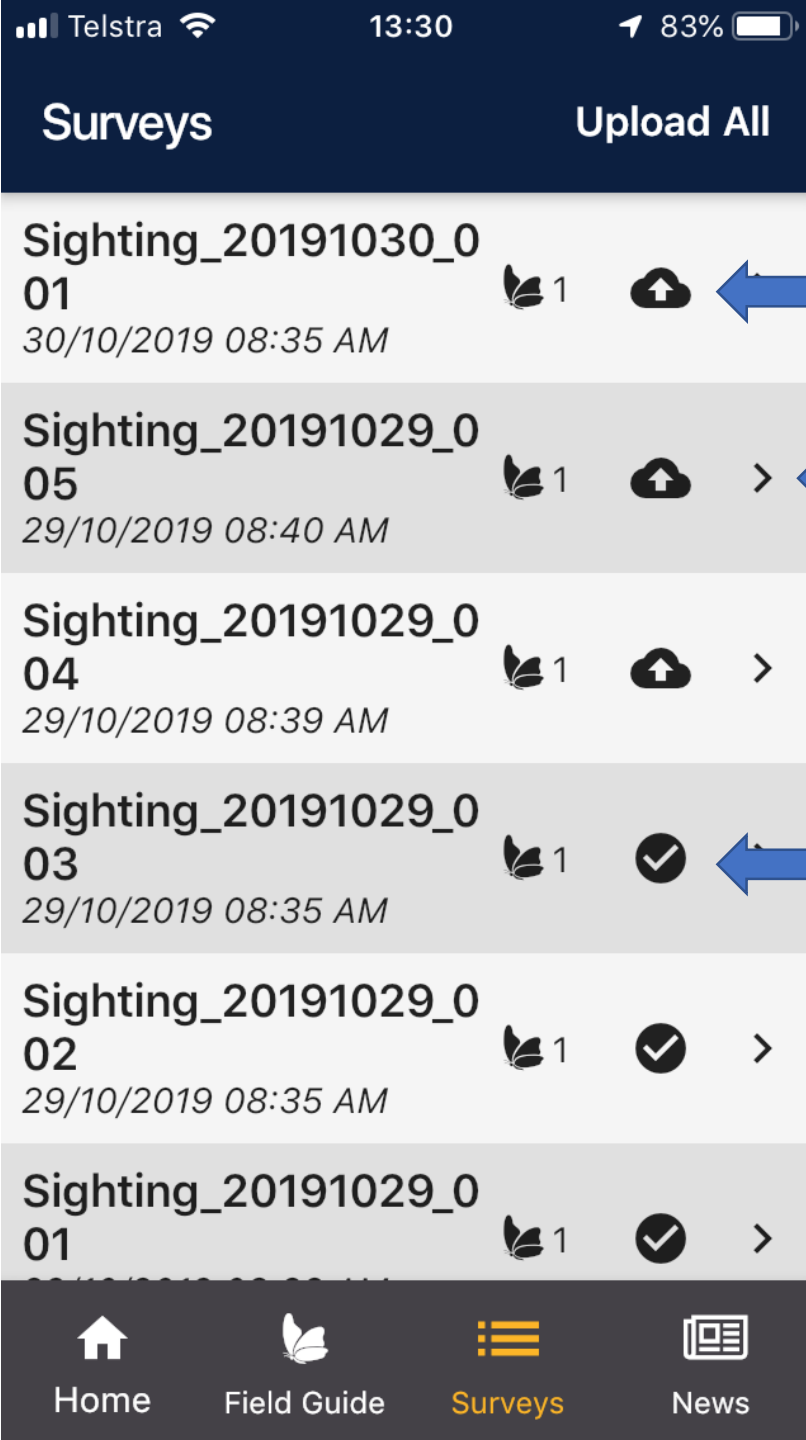 Telstra 13:30 83%
Surveys Upload All
Sighting_20191030_0
01
1
30/10/2019 08:35 AM
Sighting_20191029_0
05
1
29/10/2019 08:40 AM
Sighting_20191029_0
04
1
29/10/2019 08:39 AM
Sighting_20191029_0
03
1
29/10/2019 08:35 AM
Sighting_20191029_0
02
1
29/10/2019 08:35 AM
Sighting_20191029_0
01
1
Home Field Guide Surveys News